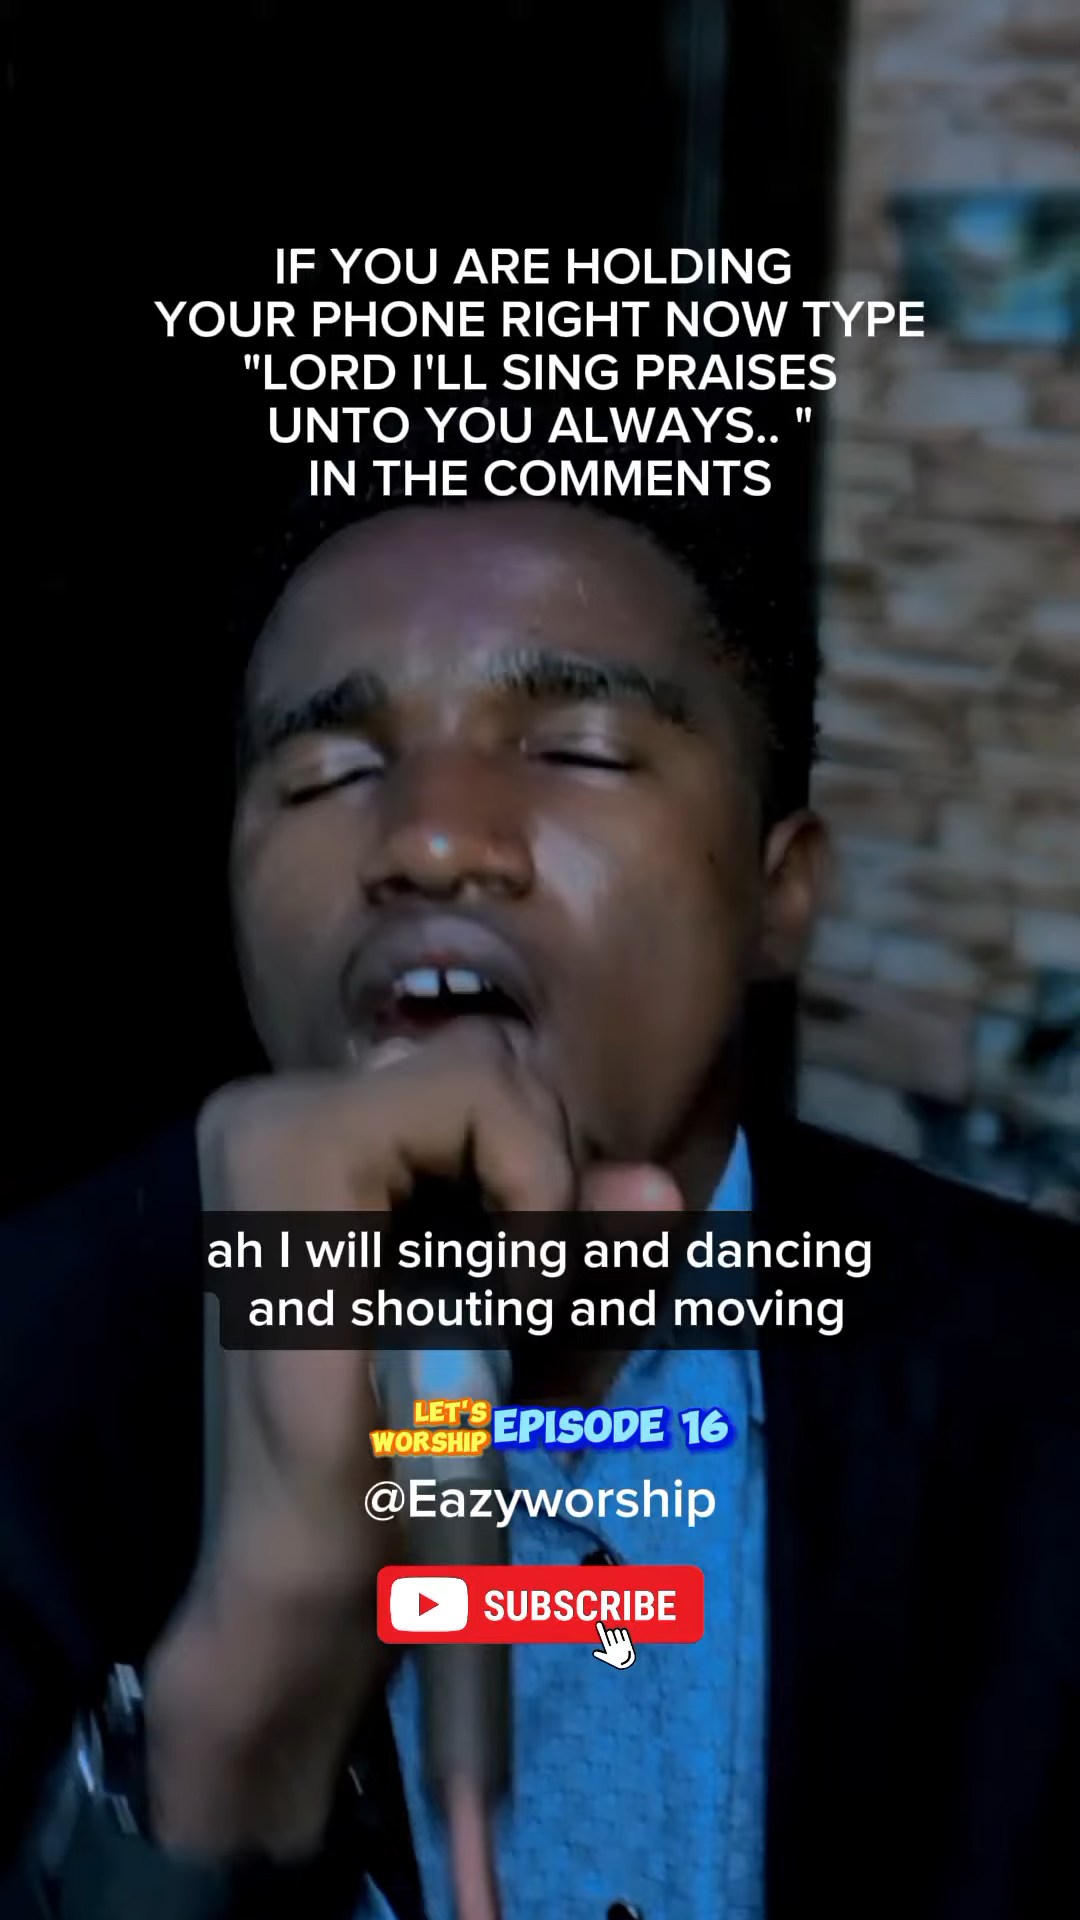 IF YOU ARE HOLDING
YOUR PHONE RIGHT NOW TYPE
"LORD I'LL SING PRAISES
UNTO YOU ALWAYS.. "
IN THE COMMENTS
ah I will singing and dancing
and shouting and moving
LET'S
WORSHIP EPISODE 16
@Eazyworship
SUBSCRIBE